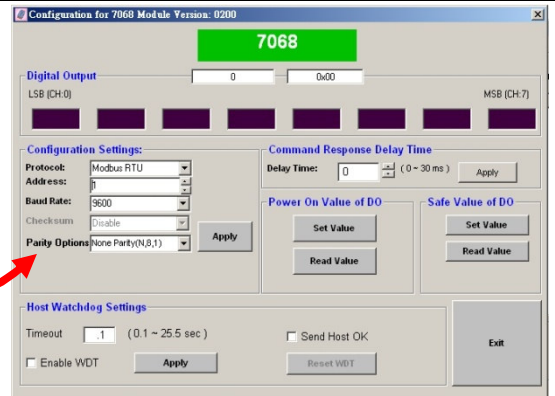 Configuration for 7068 Module Version: 0200
7068
Digital Output 0 0x00
LSB (CH:0) MSB (CH:7)
Configuration Settings:
Protocol: Modbus RTU
Address: 1
Baud Rate: 9600
Checksum Disable
Parity Options None Parity(N,8,1)
Apply
Command Response Delay Time
Delay Time: 0 ( 0 ~ 30 ms ) Apply
Power On Value of DO
Set Value
Read Value
Safe Value of DO
Set Value
Read Value
Host Watchdog Settings
Timeout .1 ( 0.1 ~ 25.5 sec )
Send Host OK
Enable WDT Apply Reset WDT
Exit